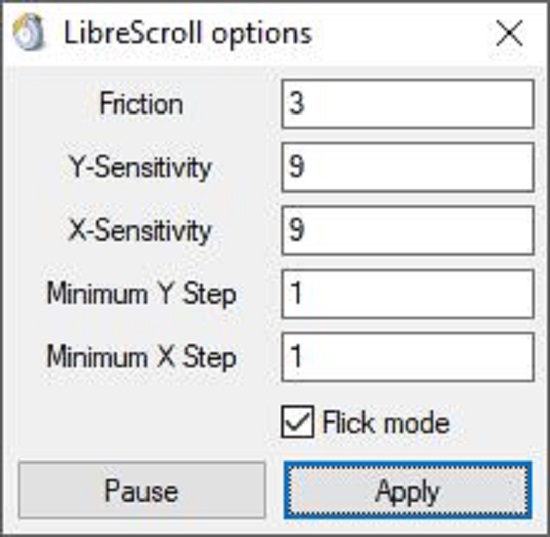 LibreScroll options
Friction 3
Y-Sensitivity 9
X-Sensitivity 9
Minimum Y Step 1
Minimum X Step 1
Flick mode
Pause Apply